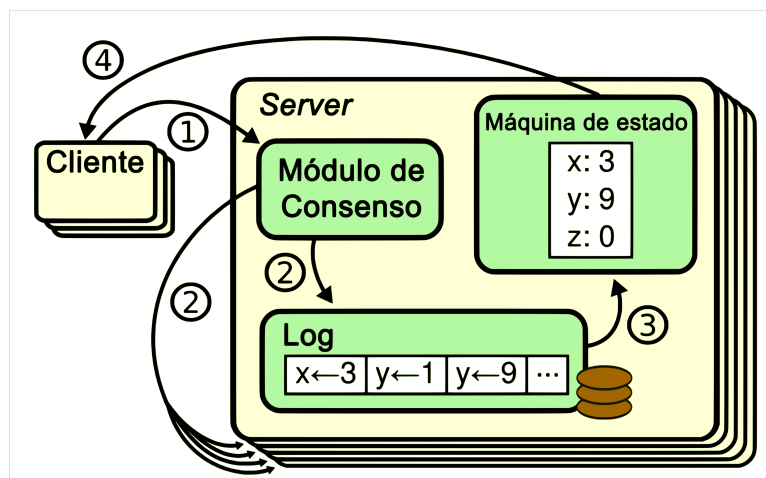 ④
①
Server
Máquina de estado
Cliente
Módulo de
Consenso
x: 3
y: 9
z: 0
②
②
③
Log
x←3 y←1 y←9 ...